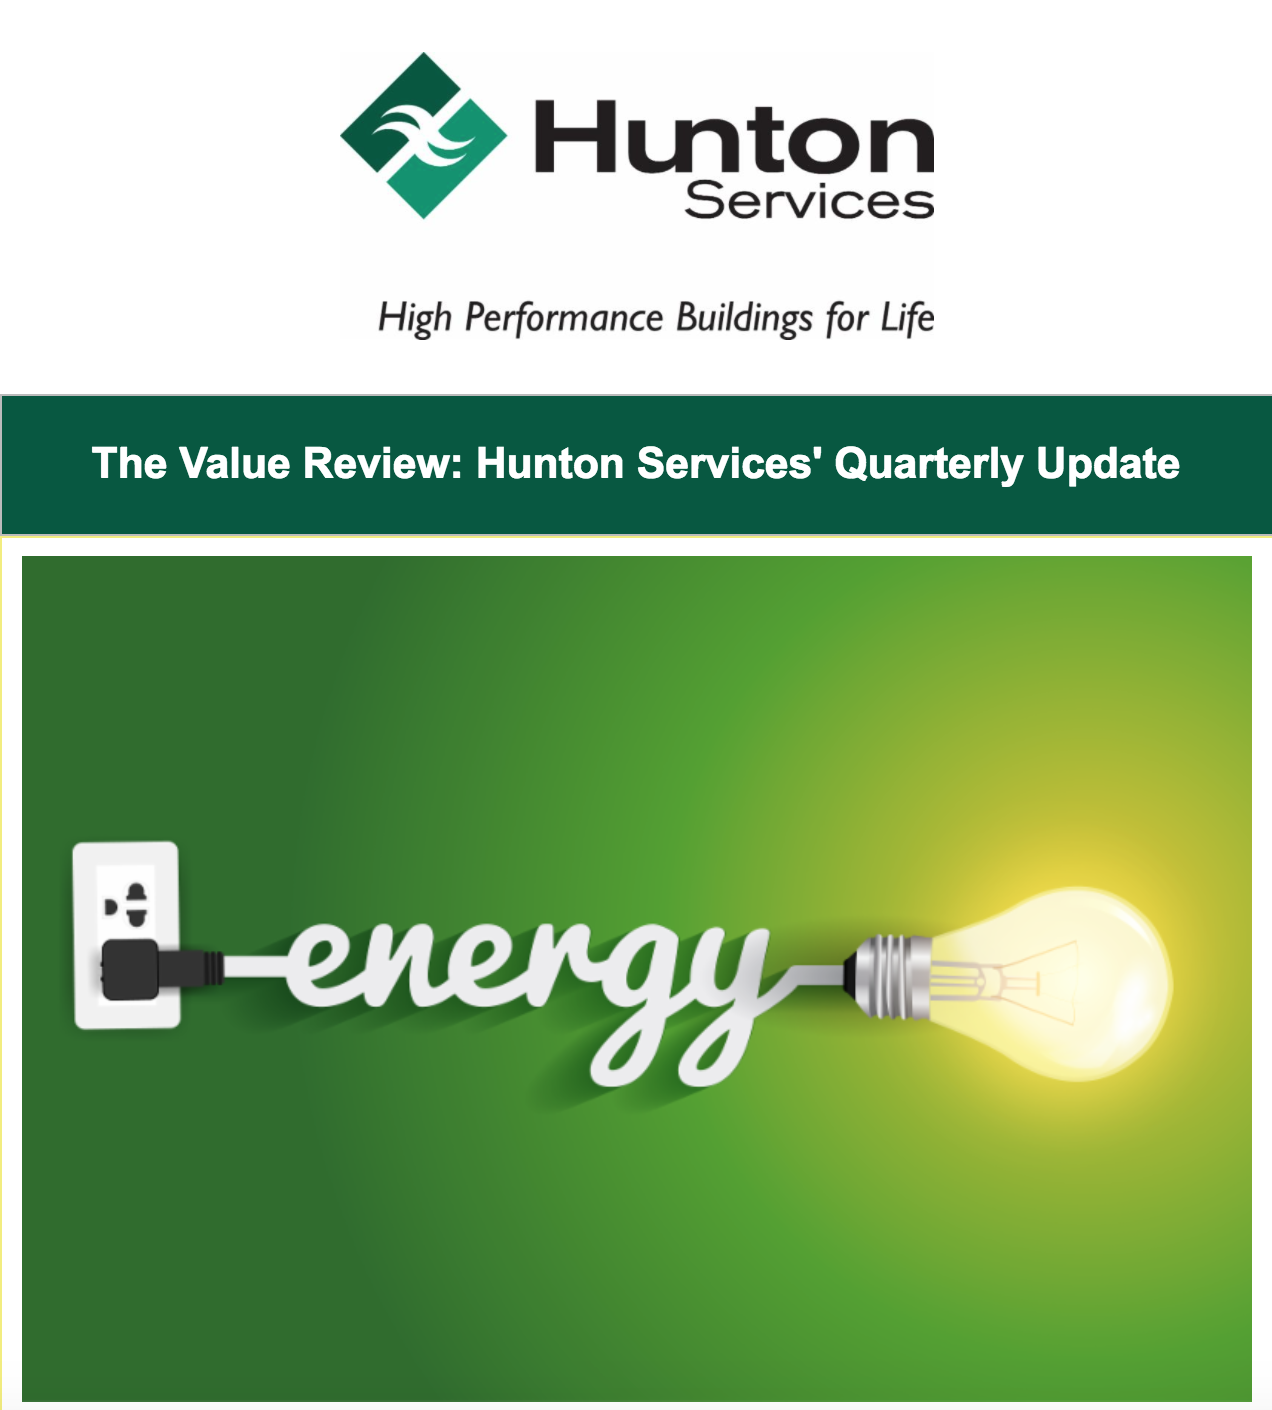 Hunton
Services
High Performance Buildings for Life
The Value Review: Hunton Services' Quarterly Update
energy